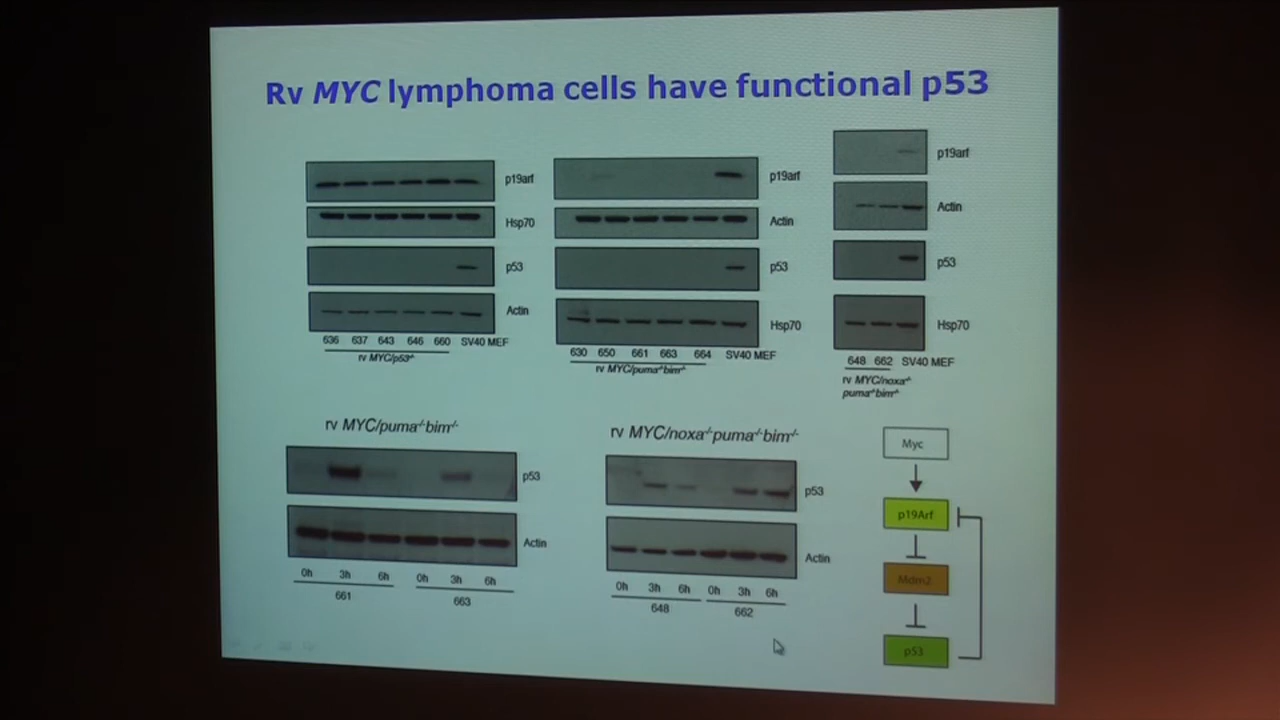 Rv MYC lymphoma cells have functional p53
p19arf
Hsp70
p53
Actin
636 637 643 646 660 SV40 MEF
rv MYC/p53-/-
p19arf
Actin
p53
Hsp70
630 650 661 663 664 SV40 MEF
rv MYC/puma-/-bim-/-
p19arf
Actin
p53
Hsp70
648 662 SV40 MEF
rv MYC/noxa-/-
puma-/-bim-/-
rv MYC/puma-/-bim-/-
p53
Actin
0h 3h 6h 0h 3h 6h
661 663
rv MYC/noxa-/-puma-/-bim-/-
p53
Actin
0h 3h 6h 0h 3h 6h
648 662
Myc
p19Arf
Mdm2
p53